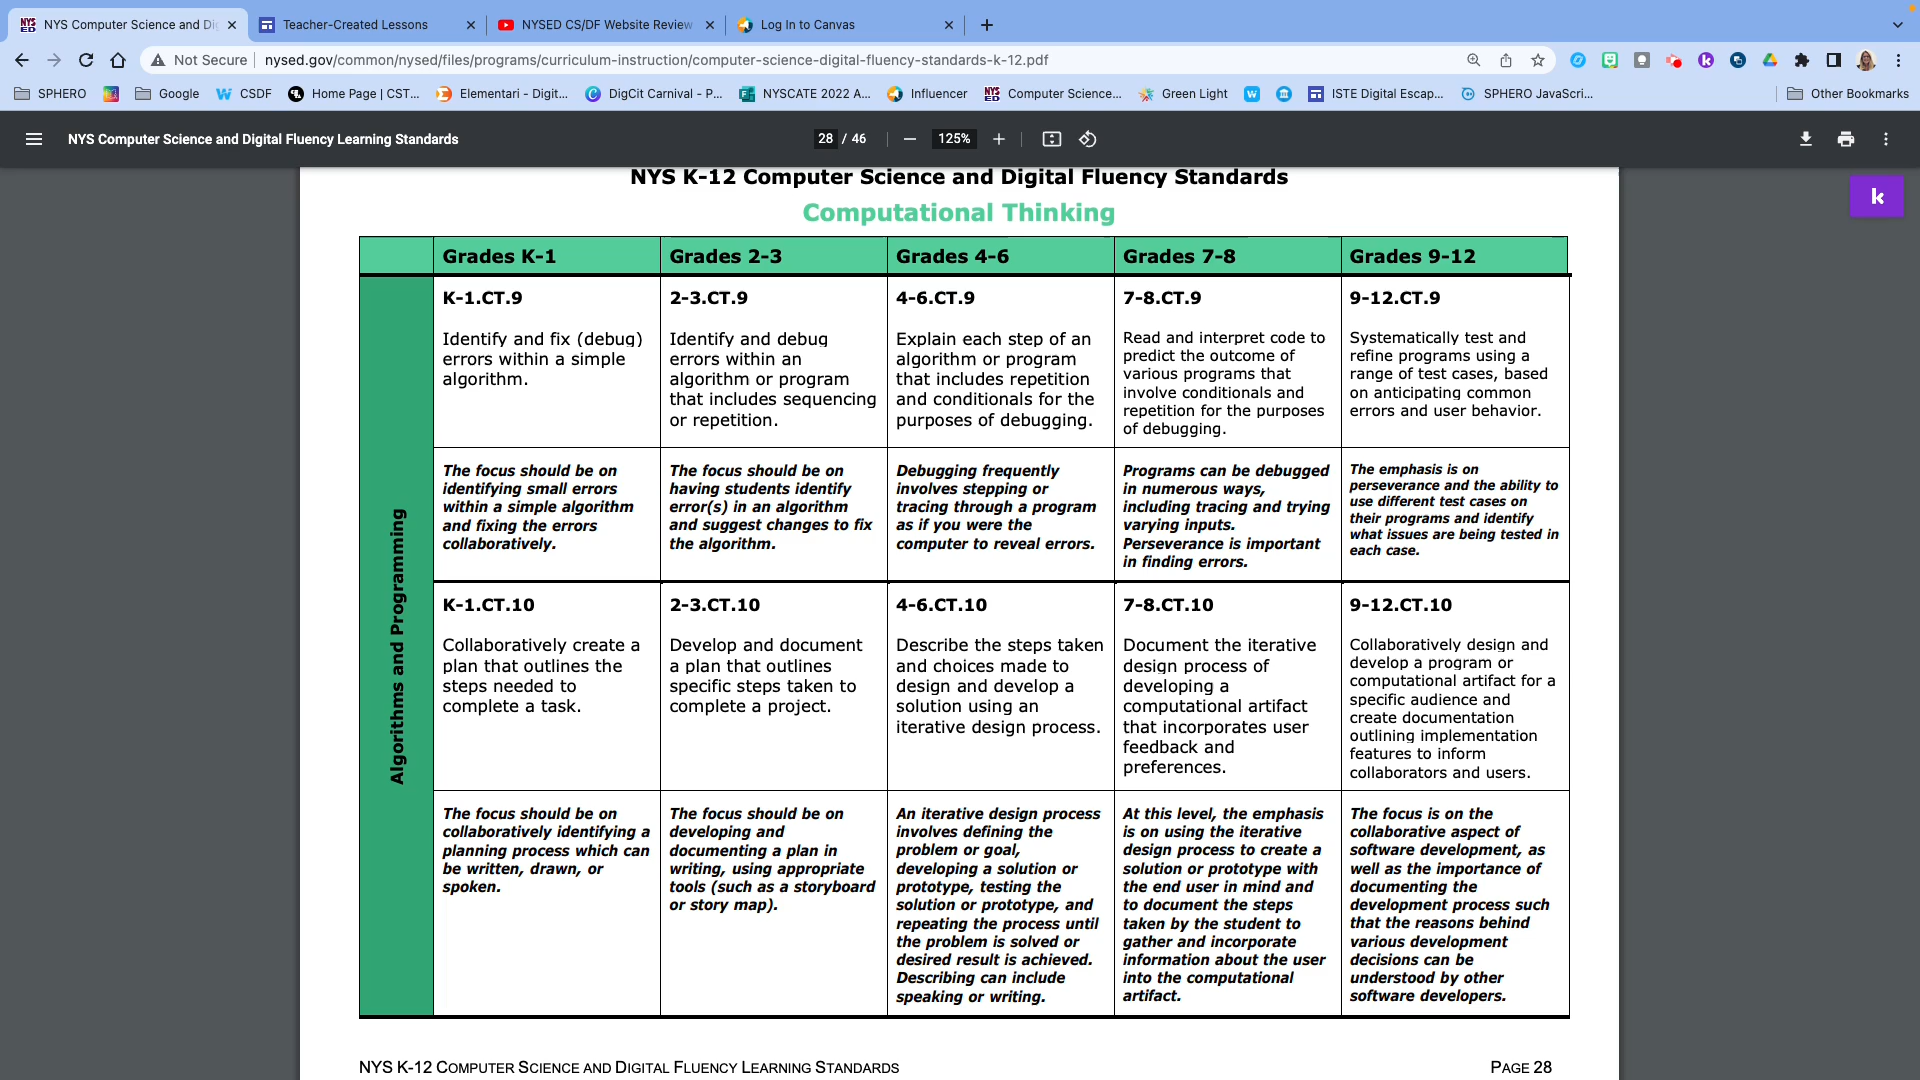 NYS Computer Science and Di
Teacher-Created Lessons
NYSED CS/DF Website Review
Log In to Canvas
Not Secure
nysed.gov/common/nysed/files/programs/curriculum-instruction/computer-science-digital-fluency-standards-k-12.pdf
SPHERO
Google
CSDF
Home Page | CST...
Elementari - Digit...
DigCit Carnival - P...
NYSCATE 2022 A...
Influencer
Computer Science...
Green Light
ISTE Digital Escap...
SPHERO JavaScri...
Other Bookmarks
NYS Computer Science and Digital Fluency Learning Standards
28 / 46
125%
k
NYS K-12 Computer Science and Digital Fluency Standards
Computational Thinking
Grades K-1
Grades 2-3
Grades 4-6
Grades 7-8
Grades 9-12
Algorithms and Programming
K-1.CT.9
Identify and fix (debug)
errors within a simple
algorithm.
2-3.CT.9
Identify and debug
errors within an
algorithm or program
that includes sequencing
or repetition.
4-6.CT.9
Explain each step of an
algorithm or program
that includes repetition
and conditionals for the
purposes of debugging.
7-8.CT.9
Read and interpret code to
predict the outcome of
various programs that
involve conditionals and
repetition for the purposes
of debugging.
9-12.CT.9
Systematically test and
refine programs using a
range of test cases, based
on anticipating common
errors and user behavior.
The focus should be on
identifying small errors
within a simple algorithm
and fixing the errors
collaboratively.
The focus should be on
having students identify
error(s) in an algorithm
and suggest changes to fix
the algorithm.
Debugging frequently
involves stepping or
tracing through a program
as if you were the
computer to reveal errors.
Programs can be debugged
in numerous ways,
including tracing and trying
varying inputs.
Perseverance is important
in finding errors.
The emphasis is on
perseverance and the ability to
use different test cases on
their programs and identify
what issues are being tested in
each case.
K-1.CT.10
Collaboratively create a
plan that outlines the
steps needed to
complete a task.
2-3.CT.10
Develop and document
a plan that outlines
specific steps taken to
complete a project.
4-6.CT.10
Describe the steps taken
and choices made to
design and develop a
solution using an
iterative design process.
7-8.CT.10
Document the iterative
design process of
developing a
computational artifact
that incorporates user
feedback and
preferences.
9-12.CT.10
Collaboratively design and
develop a program or
computational artifact for a
specific audience and
create documentation
outlining implementation
features to inform
collaborators and users.
The focus should be on
collaboratively identifying a
planning process which can
be written, drawn, or
spoken.
The focus should be on
developing and
documenting a plan in
writing, using appropriate
tools (such as a storyboard
or story map).
An iterative design process
involves defining the
problem or goal,
developing a solution or
prototype, testing the
solution or prototype, and
repeating the process until
the problem is solved or
desired result is achieved.
Describing can include
speaking or writing.
At this level, the emphasis
is on using the iterative
design process to create a
solution or prototype with
the end user in mind and
to document the steps
taken by the student to
gather and incorporate
information about the user
into the computational
artifact.
The focus is on the
collaborative aspect of
software development, as
well as the importance of
documenting the
development process such
that the reasons behind
various development
decisions can be
understood by other
software developers.
NYS K-12 COMPUTER SCIENCE AND DIGITAL FLUENCY LEARNING STANDARDS
PAGE 28